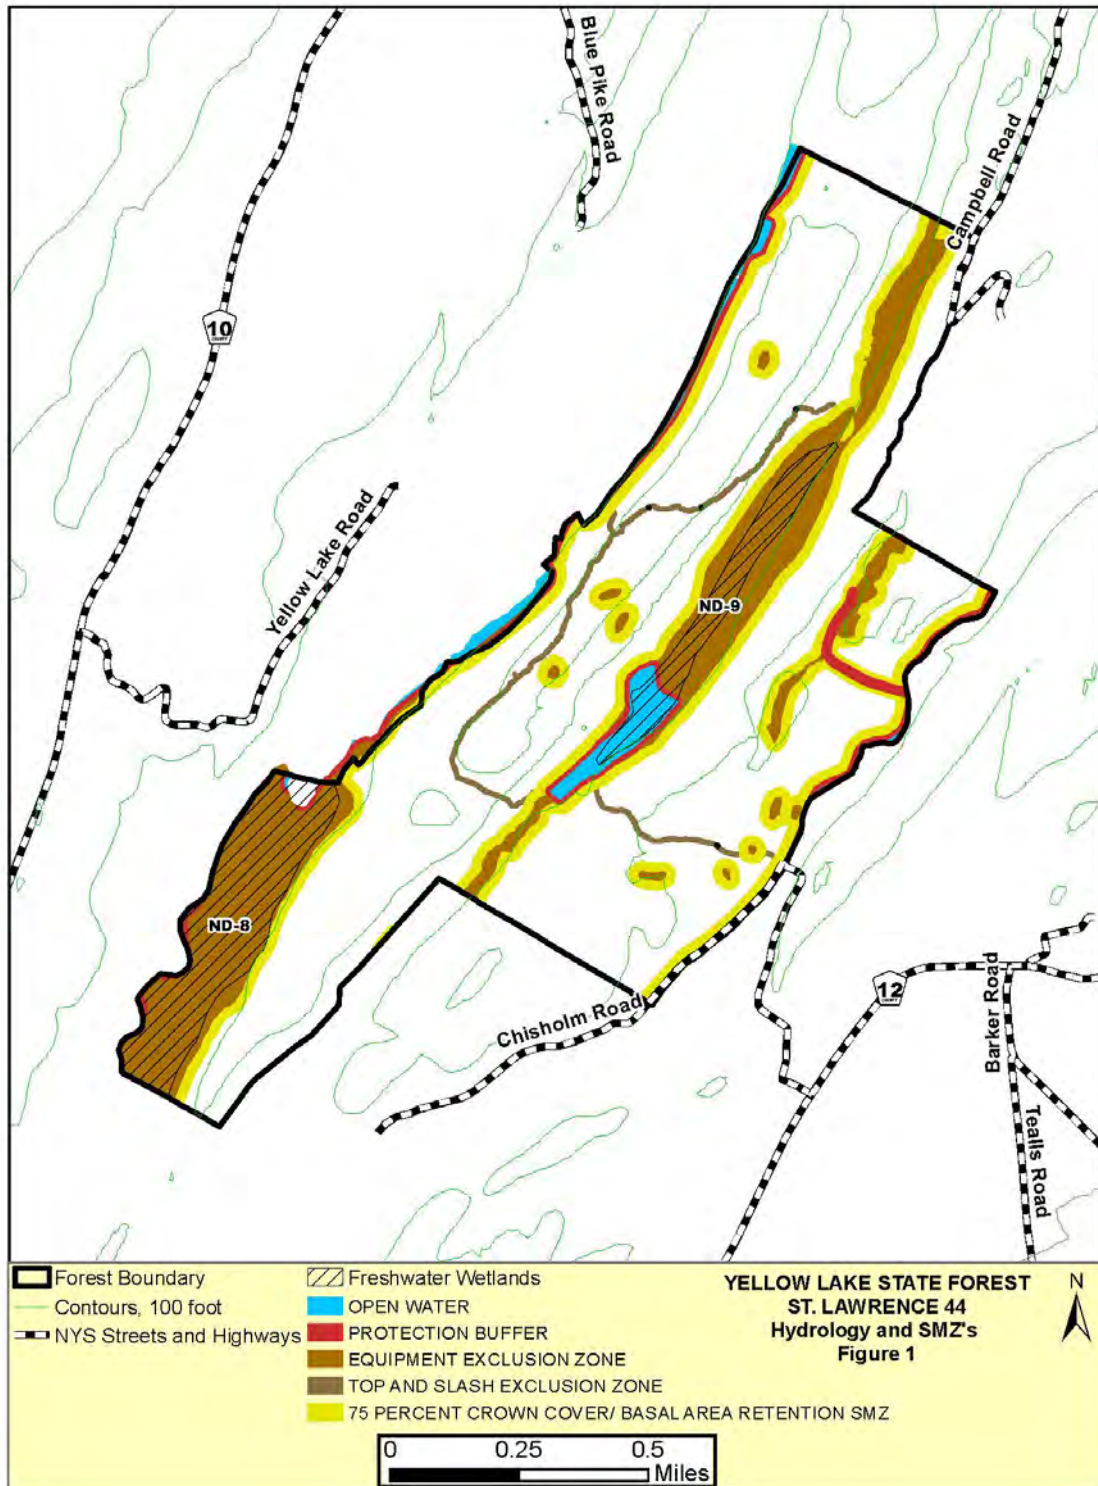 Blue Pike Road
Campbell Road
10
COUNTY
Yellow Lake Road
ND-9
ND-8
Chisholm Road
12
COUNTY
Barker Road
Tealls Road
Forest Boundary
Contours, 100 foot
NYS Streets and Highways
Freshwater Wetlands
OPEN WATER
PROTECTION BUFFER
EQUIPMENT EXCLUSION ZONE
TOP AND SLASH EXCLUSION ZONE
75 PERCENT CROWN COVER/ BASAL AREA RETENTION SMZ
YELLOW LAKE STATE FOREST
ST. LAWRENCE 44
Hydrology and SMZ's
Figure 1
N
0 0.25 0.5
Miles